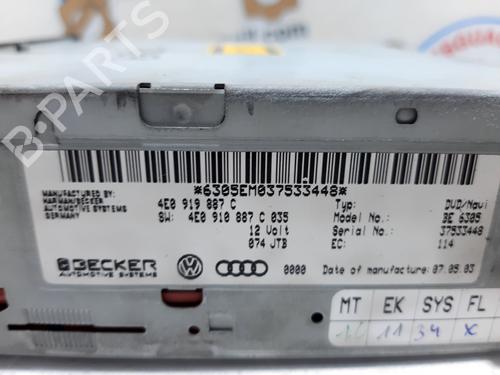 B-PARTS
*6305EM037533448*
MANUFACTURED BY:
HARMAN/BECKER
AUTOMOTIVE SYSTEMS
GERMANY
4E0 919 887 C
SW: 4E0 910 887 C 035
12 Volt
074 JTB
Typ: DVD/Navi
Model No.: BE 6305
Serial No.: 37533448
EC: 114
BECKER
AUTOMOTIVE SYSTEMS
0000 Date of manufacture: 07.05.03
MT EK SYS FL
11 34 X